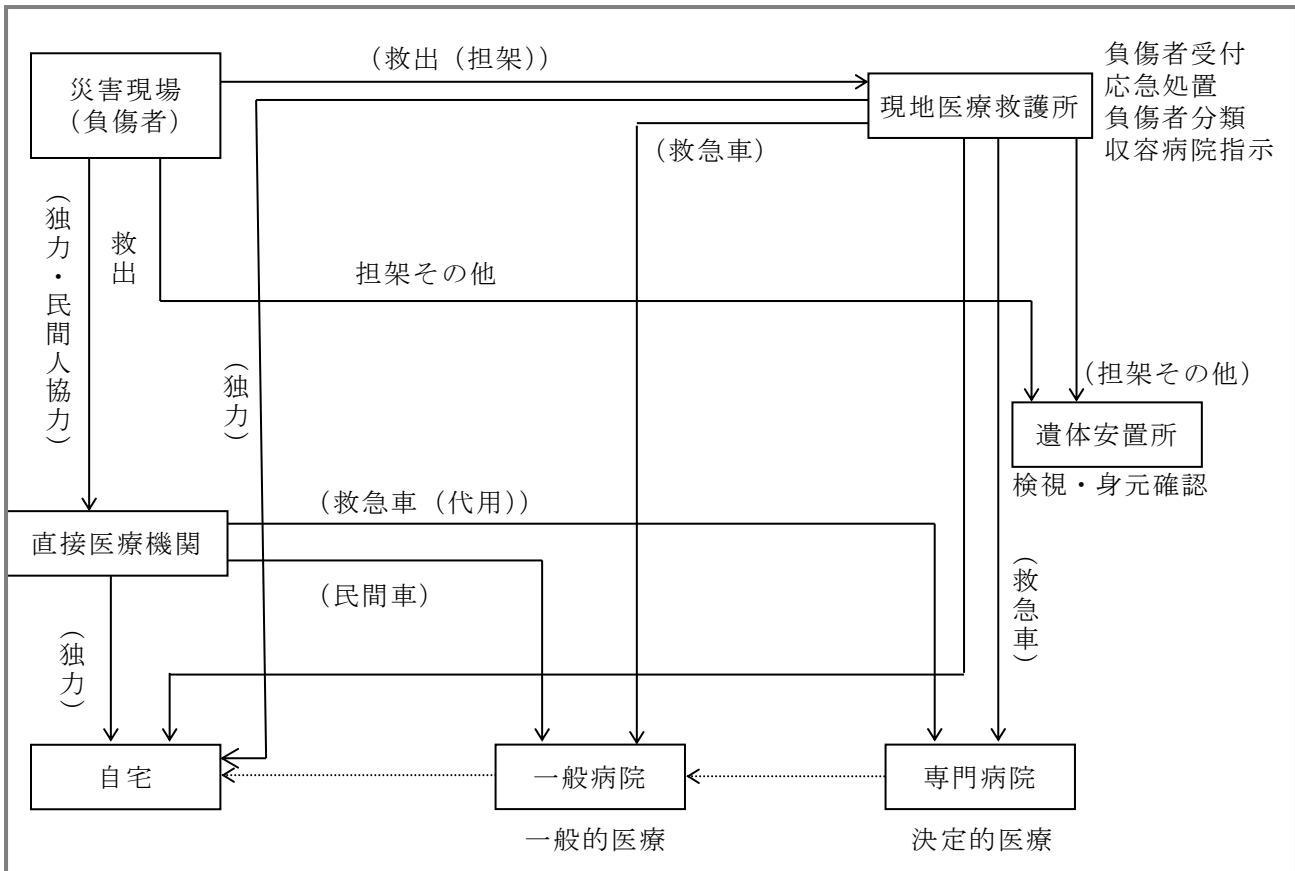 （救出（担架））
災害現場
（負傷者）
現地医療救護所
負傷者受付
応急処置
負傷者分類
収容病院指示
（救急車）
（独力・民間人協力）
救出
担架その他
（独力）
（担架その他）
遺体安置所
検視・身元確認
（救急車（代用））
直接医療機関
（民間車）
（救急車）
（独力）
自宅
一般病院
専門病院
一般的医療
決定的医療